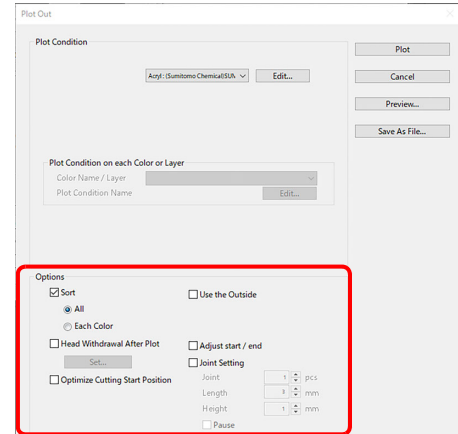 Plot Out
Plot Condition
Acryl : (Sumitomo Chemical)SUN
Edit...
Plot
Cancel
Preview...
Save As File...
Plot Condition on each Color or Layer
Color Name / Layer
Plot Condition Name
Edit...
Options
Sort
All
Each Color
Head Withdrawal After Plot
Set...
Optimize Cutting Start Position
Use the Outside
Adjust start / end
Joint Setting
Joint 1 pcs
Length 8 mm
Height 1 mm
Pause